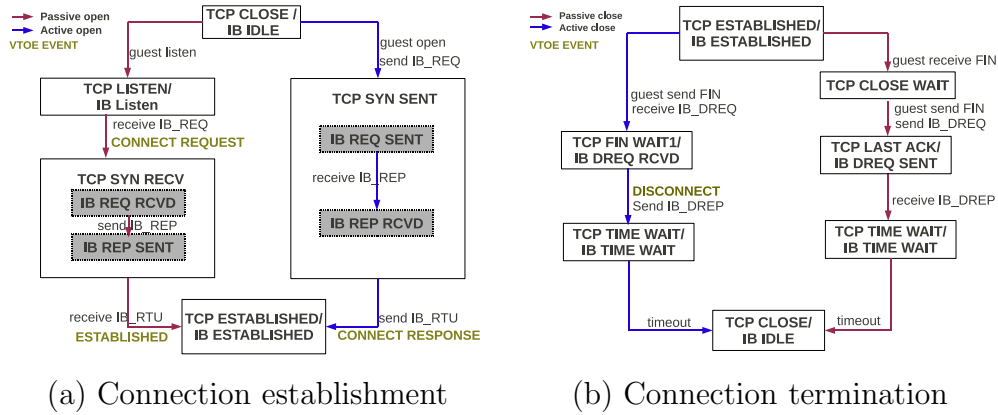 Passive open
Active open
VTOE EVENT
TCP CLOSE /
IB IDLE
guest listen
guest open
send IB_REQ
TCP LISTEN/
IB Listen
receive IB_REQ
CONNECT REQUEST
TCP SYN RECV
IB REQ RCVD
send IB_REP
IB REP SENT
TCP SYN SENT
IB REQ SENT
receive IB_REP
IB REP RCVD
receive IB_RTU
ESTABLISHED
TCP ESTABLISHED/
IB ESTABLISHED
send IB_RTU
CONNECT RESPONSE
(a) Connection establishment
Passive close
Active close
VTOE EVENT
TCP ESTABLISHED/
IB ESTABLISHED
guest receive FIN
TCP CLOSE WAIT
guest send FIN
receive IB_DREQ
guest send FIN
send IB_DREQ
TCP FIN WAIT1/
IB DREQ RCVD
TCP LAST ACK/
IB DREQ SENT
DISCONNECT
Send IB_DREP
receive IB_DREP
TCP TIME WAIT/
IB TIME WAIT
TCP TIME WAIT/
IB TIME WAIT
timeout
TCP CLOSE/
IB IDLE
timeout
(b) Connection termination